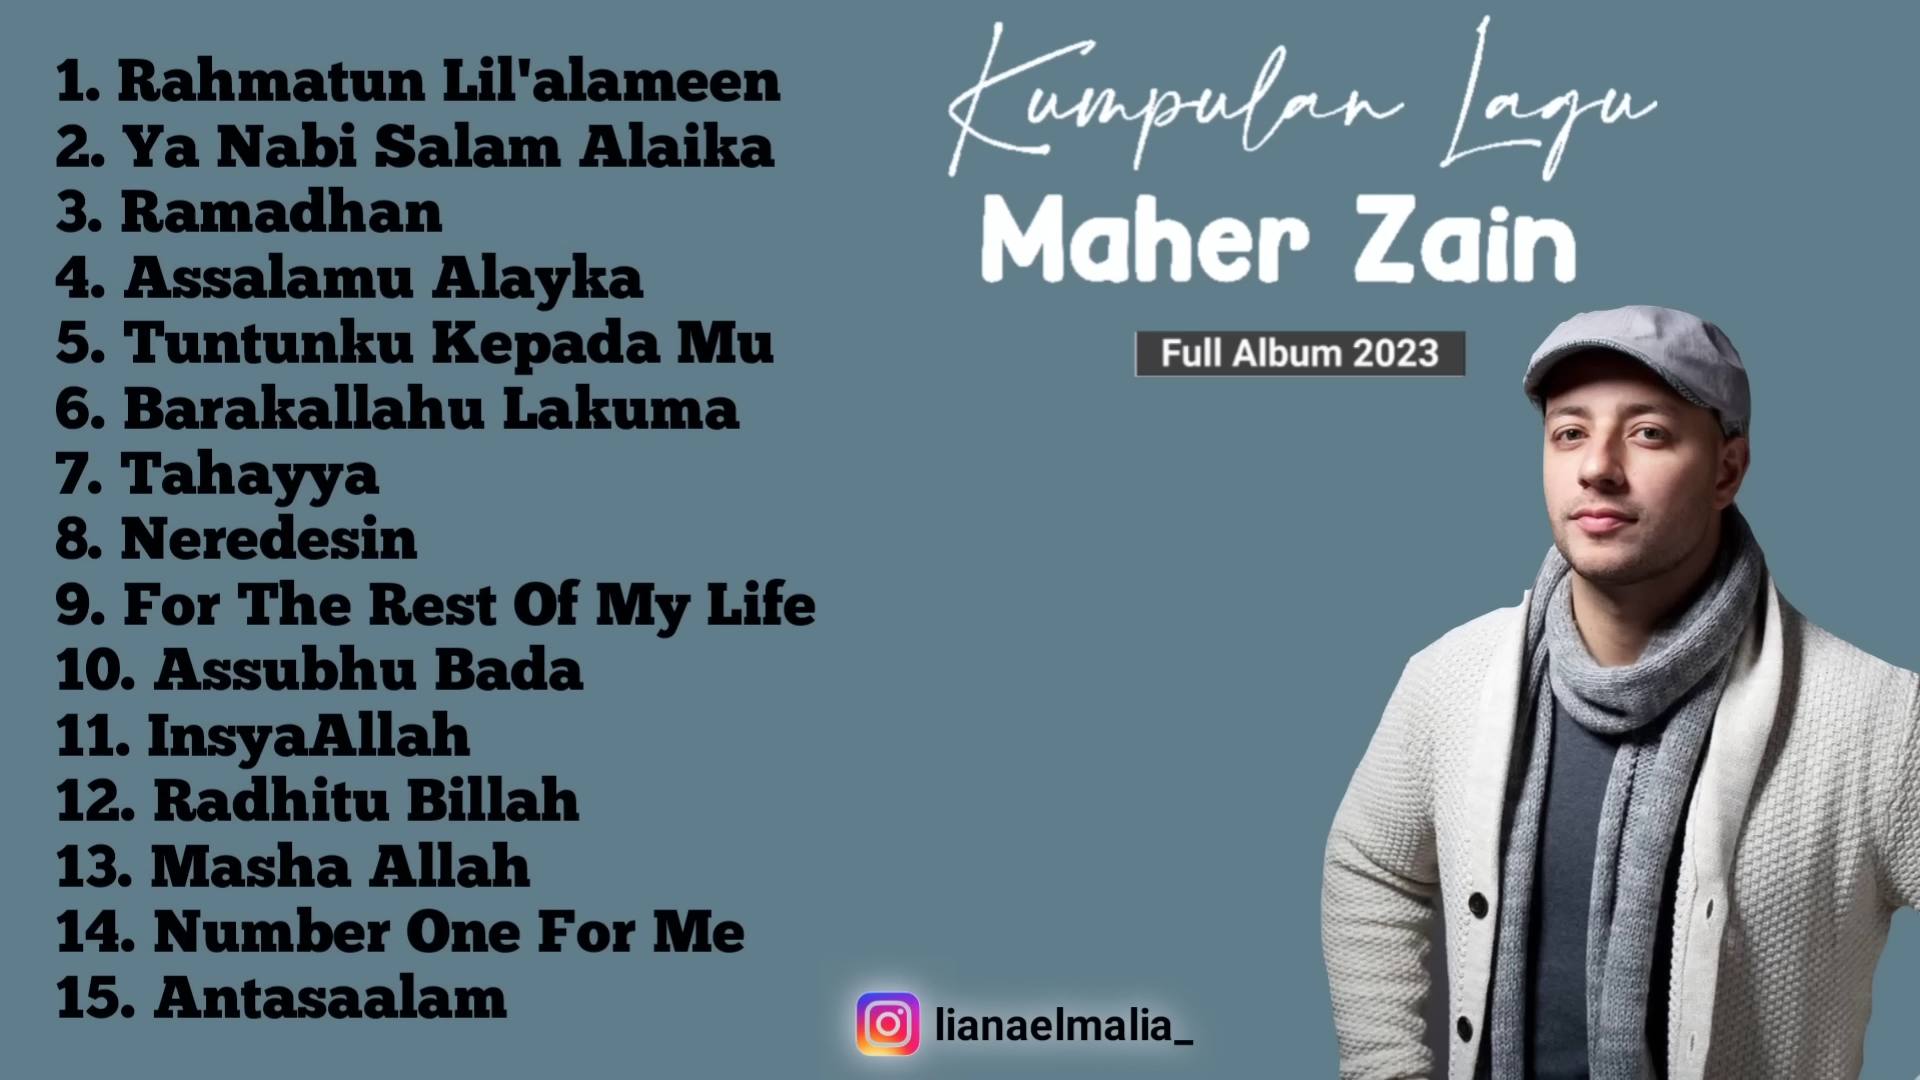 1. Rahmatun Lil'alameen
2. Ya Nabi Salam Alaika
3. Ramadhan
4. Assalamu Alayka
5. Tuntunku Kepada Mu
6. Barakallahu Lakuma
7. Tahayya
8. Neredesin
9. For The Rest Of My Life
10. Assubhu Bada
11. InsyaAllah
12. Radhitu Billah
13. Masha Allah
14. Number One For Me
15. Antasaalam
Kumpulan Lagu
Maher Zain
Full Album 2023
lianaelmalia_